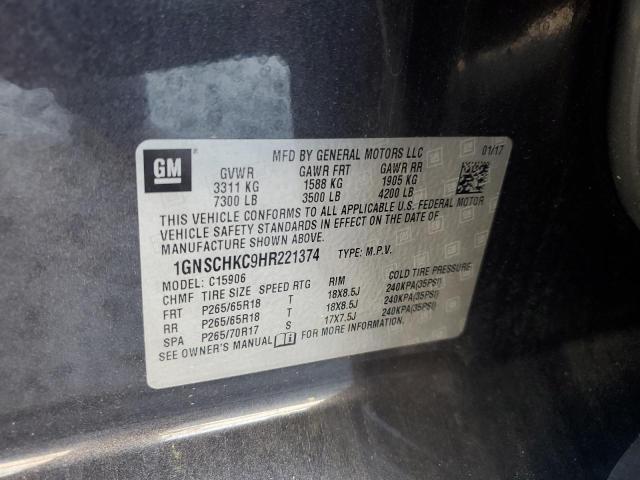 GM
MFD BY GENERAL MOTORS LLC 01/17
GVWR GAWR FRT GAWR RR
3311 KG 1588 KG 1905 KG
7300 LB 3500 LB 4200 LB
THIS VEHICLE CONFORMS TO ALL APPLICABLE U.S. FEDERAL MOTOR
VEHICLE SAFETY, BUMPER, AND THEFT PREVENTION STANDARDS IN
EFFECT ON THE DATE OF MANUFACTURE SHOWN ABOVE.
1GNSCHKC9HR221374 TYPE: M.P.V.
MODEL: C15906
CHMF TIRE SIZE SPEED RTG RIM COLD TIRE PRESSURE
FRT P265/65R18 T 18X8.5J 240KPA(35PSI)
RR P265/65R18 T 18X8.5J 240KPA(35PSI)
SPA P265/70R17 S 17X7.5J 240KPA(35PSI)
SEE OWNER'S MANUAL FOR MORE INFORMATION.